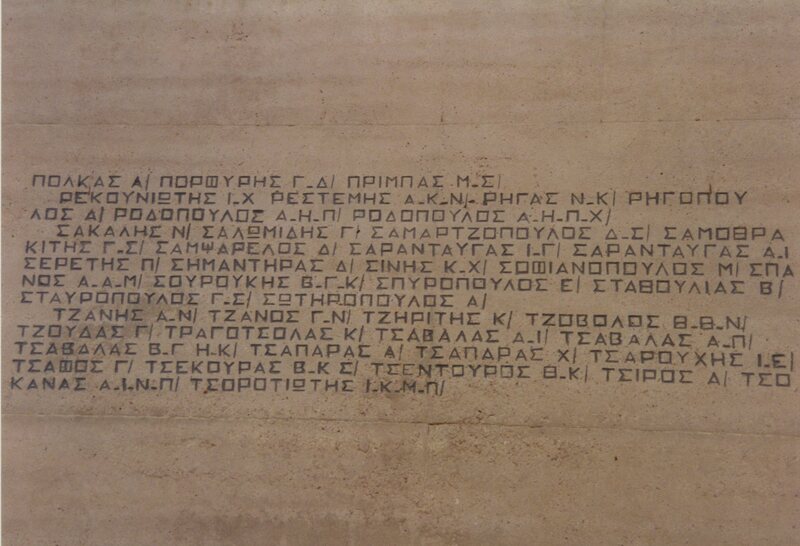 ΠΟΛΚΑΣ Α/ ΠΟΡΦΥΡΗΣ Γ-Δ/ ΠΡΙΜΠΑΣ Μ-Σ/
ΡΕΚΟΥΝΙΩΤΗΣ Ι-Χ ΡΕΣΤΕΜΗΣ Α-Κ-Ν/ ΡΗΓΑΣ Ν-Κ/ ΡΗΓΟΠΟΥ
ΛΟΣ Α/ ΡΟΔΟΠΟΥΛΟΣ Α-Η-Π/ ΡΟΔΟΠΟΥΛΟΣ Α-Η-Π-Χ/
ΣΑΚΑΛΗΣ Ν/ ΣΑΛΩΜΙΔΗΣ Γ/ ΣΑΜΑΡΤΖΟΠΟΥΛΟΣ Δ-Σ/ ΣΑΜΟΘΡΑ
ΚΙΤΗΣ Γ-Σ/ ΣΑΜΨΑΡΕΛΟΣ Δ/ ΣΑΡΑΝΤΑΥΓΑΣ Ι-Γ/ ΣΑΡΑΝΤΑΥΓΑΣ Α-Ι
ΣΕΡΕΤΗΣ Π/ ΣΗΜΑΝΤΗΡΑΣ Δ/ ΣΙΝΗΣ Κ-Χ/ ΣΟΦΙΑΝΟΠΟΥΛΟΣ Μ/ ΣΠΑ
ΝΟΣ Α-Α-Μ/ ΣΟΥΡΟΥΚΗΣ Β-Γ-Κ/ ΣΠΥΡΟΠΟΥΛΟΣ Ε/ ΣΤΑΘΟΥΛΙΑΣ Β/
ΣΤΑΥΡΟΠΟΥΛΟΣ Γ-Σ/ ΣΩΤΗΡΟΠΟΥΛΟΣ Α/
ΤΖΑΝΗΣ Α-Ν/ ΤΖΑΝΟΣ Γ-Ν/ ΤΖΗΡΙΤΗΣ Κ/ ΤΖΟΒΟΛΟΣ Θ-Θ-Ν/
ΤΖΟΥΔΑΣ Γ/ ΤΡΑΓΟΤΣΟΛΑΣ Κ/ ΤΣΑΒΑΛΑΣ Α-Ι/ ΤΣΑΒΑΛΑΣ Α-Π/
ΤΣΑΒΑΛΑΣ Β-Γ Η-Κ/ ΤΣΑΠΑΡΑΣ Α/ ΤΣΑΠΑΡΑΣ Χ/ ΤΣΑΡΟΥΧΗΣ Ι-Ε/
ΤΣΑΦΟΣ Γ/ ΤΣΕΚΟΥΡΑΣ Β-Κ Σ/ ΤΣΕΝΤΟΥΡΟΣ Θ-Κ/ ΤΣΙΡΟΣ Α/ ΤΣΟ
ΚΑΝΑΣ Α-Ι-Ν-Π/ ΤΣΟΡΟΤΙΩΤΗΣ Ι-Κ-Μ-Π/